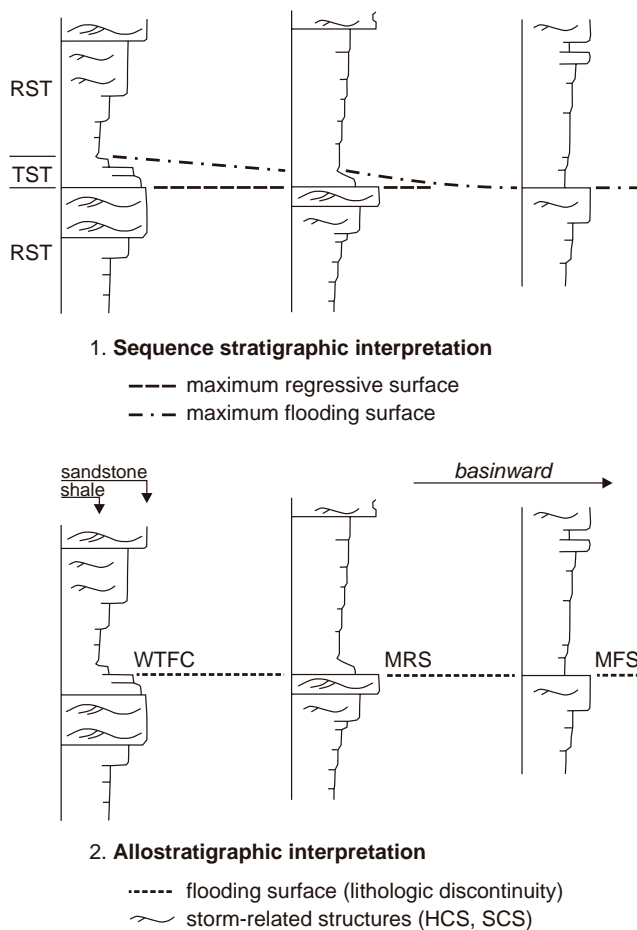 RST
TST
RST
1. Sequence stratigraphic interpretation
maximum regressive surface
maximum flooding surface
sandstone
shale
basinward
WTFC
MRS
MFS
2. Allostratigraphic interpretation
flooding surface (lithologic discontinuity)
storm-related structures (HCS, SCS)